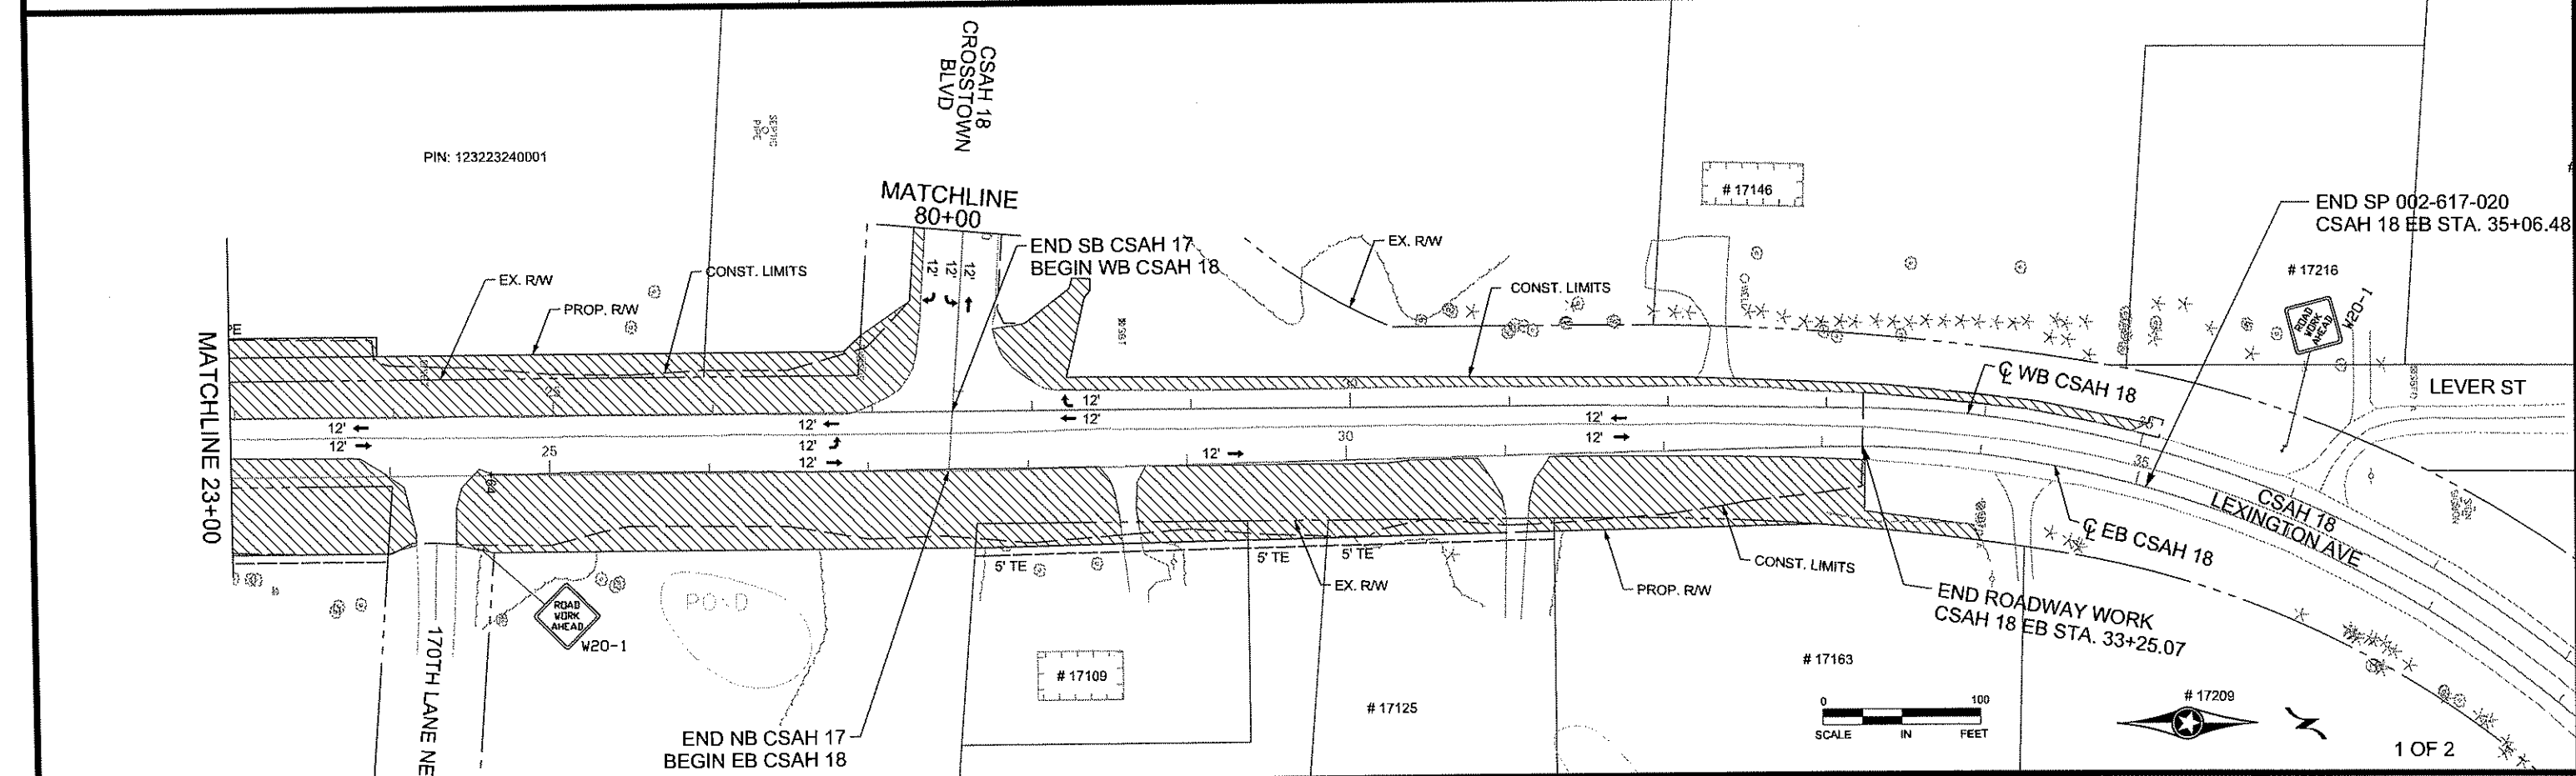 CSAH 18
CROSSTOWN
BLVD
SEPTIC
PIPE
PIN: 123223240001
MATCHLINE
80+00
# 17146
END SP 002-617-020
CSAH 18 EB STA. 35+06.48
END SB CSAH 17
BEGIN WB CSAH 18
12'
12'
12'
EX. R/W
# 17216
EX. R/W
CONST. LIMITS
CONST. LIMITS
PROP. R/W
ROAD
WORK
AHEAD
W20-1
MATCHLINE 23+00
25
30
35
℄ WB CSAH 18
LEVER ST
12'
12'
12'
12'
12'
12'
12'
12'
12'
12'
12'
25
30
35
+64
CSAH 18
LEXINGTON AVE
℄ EB CSAH 18
5' TE
5' TE
5' TE
EX. R/W
PROP. R/W
CONST. LIMITS
END ROADWAY WORK
CSAH 18 EB STA. 33+25.07
POND
ROAD
WORK
AHEAD
W20-1
170TH LANE NE
# 17109
# 17125
# 17163
# 17209
END NB CSAH 17
BEGIN EB CSAH 18
0
100
SCALE IN FEET
1 OF 2